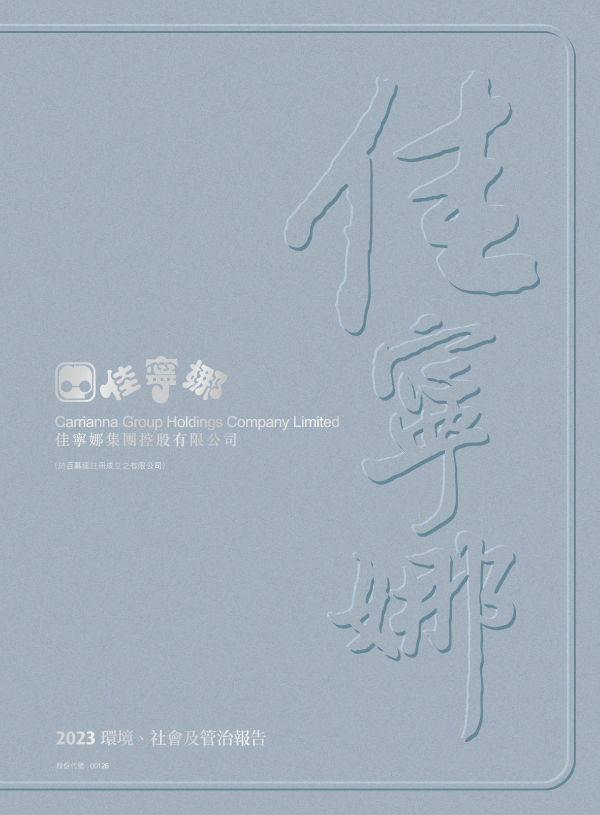 佳寧娜
佳寧娜
Carrianna Group Holdings Company Limited
佳寧娜集團控股有限公司
(於百慕達註冊成立之有限公司)
2023 環境、社會及管治報告
股份代號 : 00126